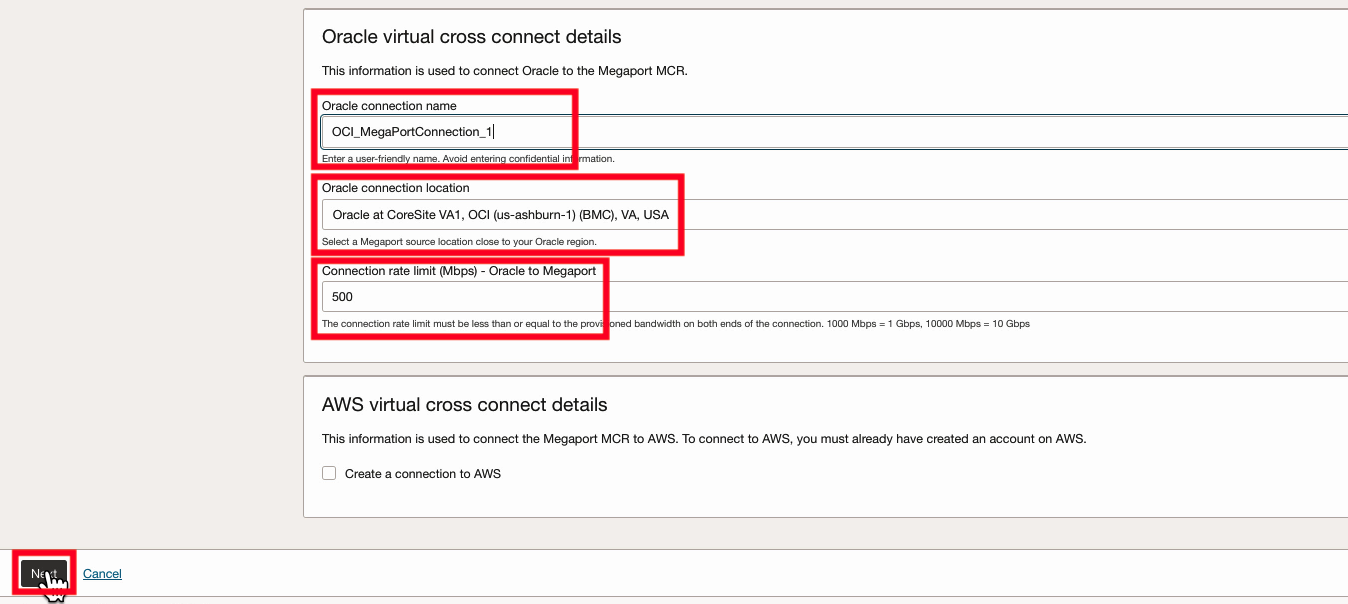 Oracle virtual cross connect details
This information is used to connect Oracle to the Megaport MCR.
Oracle connection name
OCI_MegaPortConnection_1
Enter a user-friendly name. Avoid entering confidential information.
Oracle connection location
Oracle at CoreSite VA1, OCI (us-ashburn-1) (BMC), VA, USA
Select a Megaport source location close to your Oracle region.
Connection rate limit (Mbps) - Oracle to Megaport
500
The connection rate limit must be less than or equal to the provisioned bandwidth on both ends of the connection. 1000 Mbps = 1 Gbps, 10000 Mbps = 10 Gbps
AWS virtual cross connect details
This information is used to connect the Megaport MCR to AWS. To connect to AWS, you must already have created an account on AWS.
Create a connection to AWS
Next
Cancel